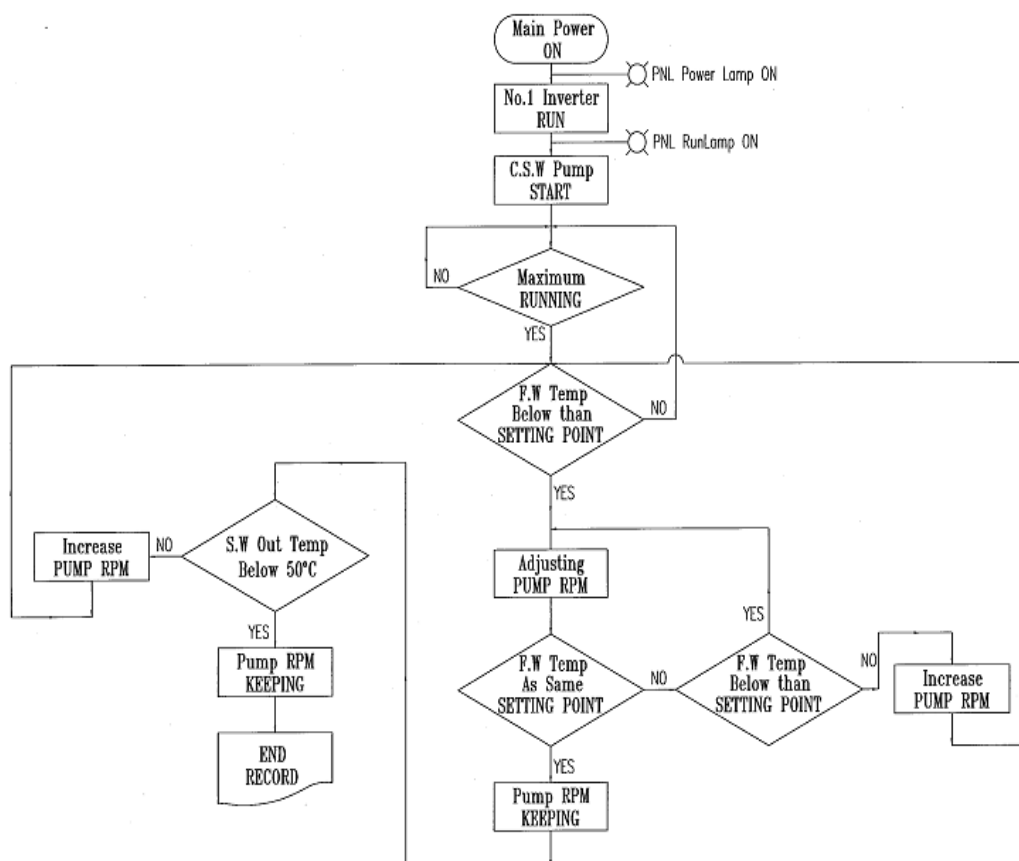 Main Power
ON
PNL Power Lamp ON
No.1 Inverter
RUN
PNL RunLamp ON
C.S.W Pump
START
Maximum
RUNNING
NO
YES
F.W Temp
Below than
SETTING POINT
NO
YES
Adjusting
PUMP RPM
F.W Temp
As Same
SETTING POINT
NO
YES
F.W Temp
Below than
SETTING POINT
YES
NO
Increase
PUMP RPM
Pump RPM
KEEPING
S.W Out Temp
Below 50°C
NO
Increase
PUMP RPM
YES
Pump RPM
KEEPING
END
RECORD